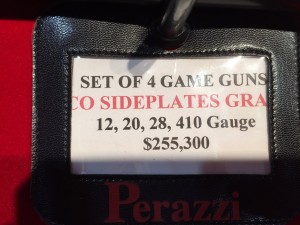 SET OF 4 GAME GUNS
CO SIDEPLATES GRA
12, 20, 28, 410 Gauge
$255,300
Perazzi